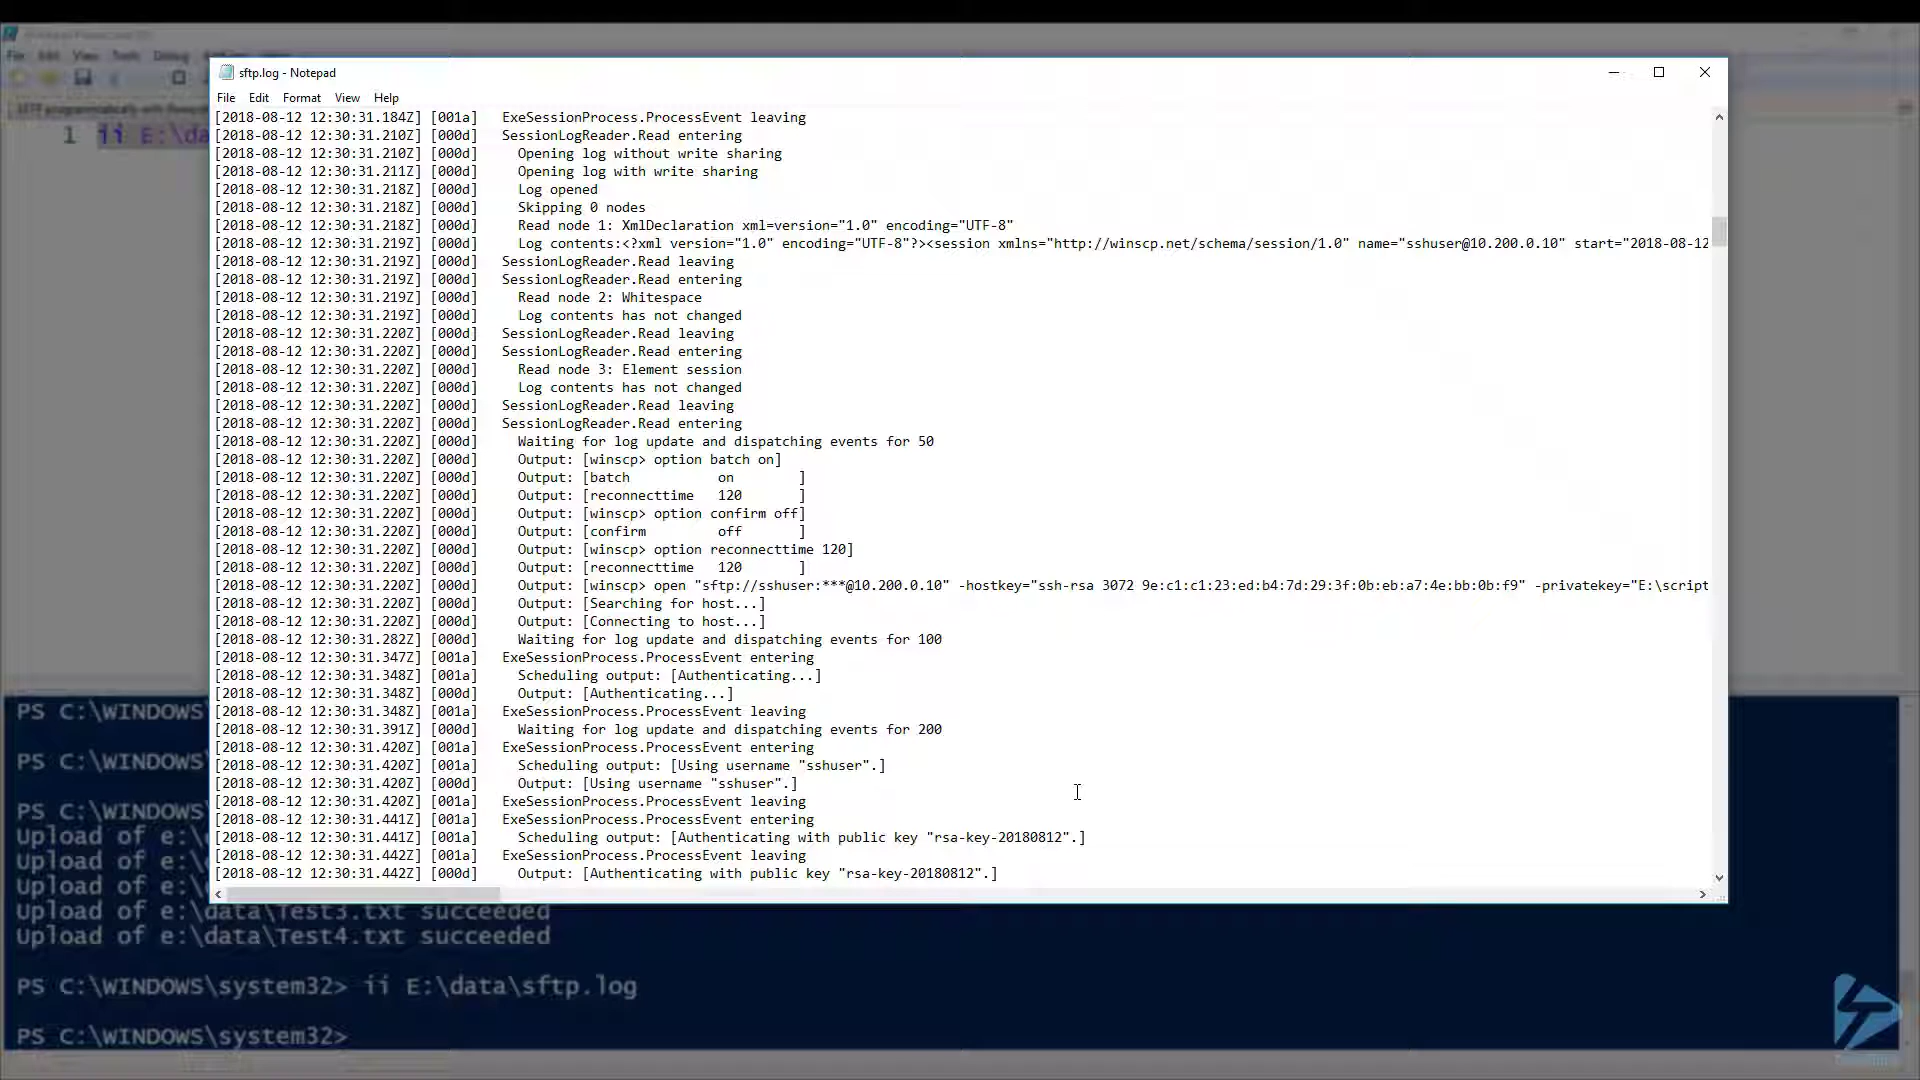 sftp.log - Notepad
File Edit Format View Help
[2018-08-12 12:30:31.184Z] [001a] ExeSessionProcess.ProcessEvent leaving
[2018-08-12 12:30:31.210Z] [000d] SessionLogReader.Read entering
[2018-08-12 12:30:31.210Z] [000d] Opening log without write sharing
[2018-08-12 12:30:31.211Z] [000d] Opening log with write sharing
[2018-08-12 12:30:31.218Z] [000d] Log opened
[2018-08-12 12:30:31.218Z] [000d] Skipping 0 nodes
[2018-08-12 12:30:31.218Z] [000d] Read node 1: XmlDeclaration xml=version="1.0" encoding="UTF-8"
[2018-08-12 12:30:31.219Z] [000d] Log contents:<?xml version="1.0" encoding="UTF-8"?><session xmlns="http://winscp.net/schema/session/1.0" name="sshuser@10.200.0.10" start="2018-08-12
[2018-08-12 12:30:31.219Z] [000d] SessionLogReader.Read leaving
[2018-08-12 12:30:31.219Z] [000d] SessionLogReader.Read entering
[2018-08-12 12:30:31.219Z] [000d] Read node 2: Whitespace
[2018-08-12 12:30:31.219Z] [000d] Log contents has not changed
[2018-08-12 12:30:31.220Z] [000d] SessionLogReader.Read leaving
[2018-08-12 12:30:31.220Z] [000d] SessionLogReader.Read entering
[2018-08-12 12:30:31.220Z] [000d] Read node 3: Element session
[2018-08-12 12:30:31.220Z] [000d] Log contents has not changed
[2018-08-12 12:30:31.220Z] [000d] SessionLogReader.Read leaving
[2018-08-12 12:30:31.220Z] [000d] SessionLogReader.Read entering
[2018-08-12 12:30:31.220Z] [000d] Waiting for log update and dispatching events for 50
[2018-08-12 12:30:31.220Z] [000d] Output: [winscp> option batch on]
[2018-08-12 12:30:31.220Z] [000d] Output: [batch on ]
[2018-08-12 12:30:31.220Z] [000d] Output: [reconnecttime 120 ]
[2018-08-12 12:30:31.220Z] [000d] Output: [winscp> option confirm off]
[2018-08-12 12:30:31.220Z] [000d] Output: [confirm off ]
[2018-08-12 12:30:31.220Z] [000d] Output: [winscp> option reconnecttime 120]
[2018-08-12 12:30:31.220Z] [000d] Output: [reconnecttime 120 ]
[2018-08-12 12:30:31.220Z] [000d] Output: [winscp> open "sftp://sshuser:***@10.200.0.10" -hostkey="ssh-rsa 3072 9e:c1:c1:23:ed:b4:7d:29:3f:0b:eb:a7:4e:bb:0b:f9" -privatekey="E:\script
[2018-08-12 12:30:31.220Z] [000d] Output: [Searching for host...]
[2018-08-12 12:30:31.220Z] [000d] Output: [Connecting to host...]
[2018-08-12 12:30:31.282Z] [000d] Waiting for log update and dispatching events for 100
[2018-08-12 12:30:31.347Z] [001a] ExeSessionProcess.ProcessEvent entering
[2018-08-12 12:30:31.348Z] [001a] Scheduling output: [Authenticating...]
[2018-08-12 12:30:31.348Z] [000d] Output: [Authenticating...]
[2018-08-12 12:30:31.348Z] [001a] ExeSessionProcess.ProcessEvent leaving
[2018-08-12 12:30:31.391Z] [000d] Waiting for log update and dispatching events for 200
[2018-08-12 12:30:31.420Z] [001a] ExeSessionProcess.ProcessEvent entering
[2018-08-12 12:30:31.420Z] [001a] Scheduling output: [Using username "sshuser".]
[2018-08-12 12:30:31.420Z] [000d] Output: [Using username "sshuser".]
[2018-08-12 12:30:31.420Z] [001a] ExeSessionProcess.ProcessEvent leaving
[2018-08-12 12:30:31.441Z] [001a] ExeSessionProcess.ProcessEvent entering
[2018-08-12 12:30:31.441Z] [001a] Scheduling output: [Authenticating with public key "rsa-key-20180812".]
[2018-08-12 12:30:31.442Z] [001a] ExeSessionProcess.ProcessEvent leaving
[2018-08-12 12:30:31.442Z] [000d] Output: [Authenticating with public key "rsa-key-20180812".]
File Edit View Tools Debug
1 ii E:\da
PS C:\WINDOWS\
PS C:\WINDOWS\
PS C:\WINDOWS\
Upload of e:\
Upload of e:\
Upload of e:\
Upload of e:\data\Test3.txt succeeded
Upload of e:\data\Test4.txt succeeded
PS C:\WINDOWS\system32> ii E:\data\sftp.log
PS C:\WINDOWS\system32>